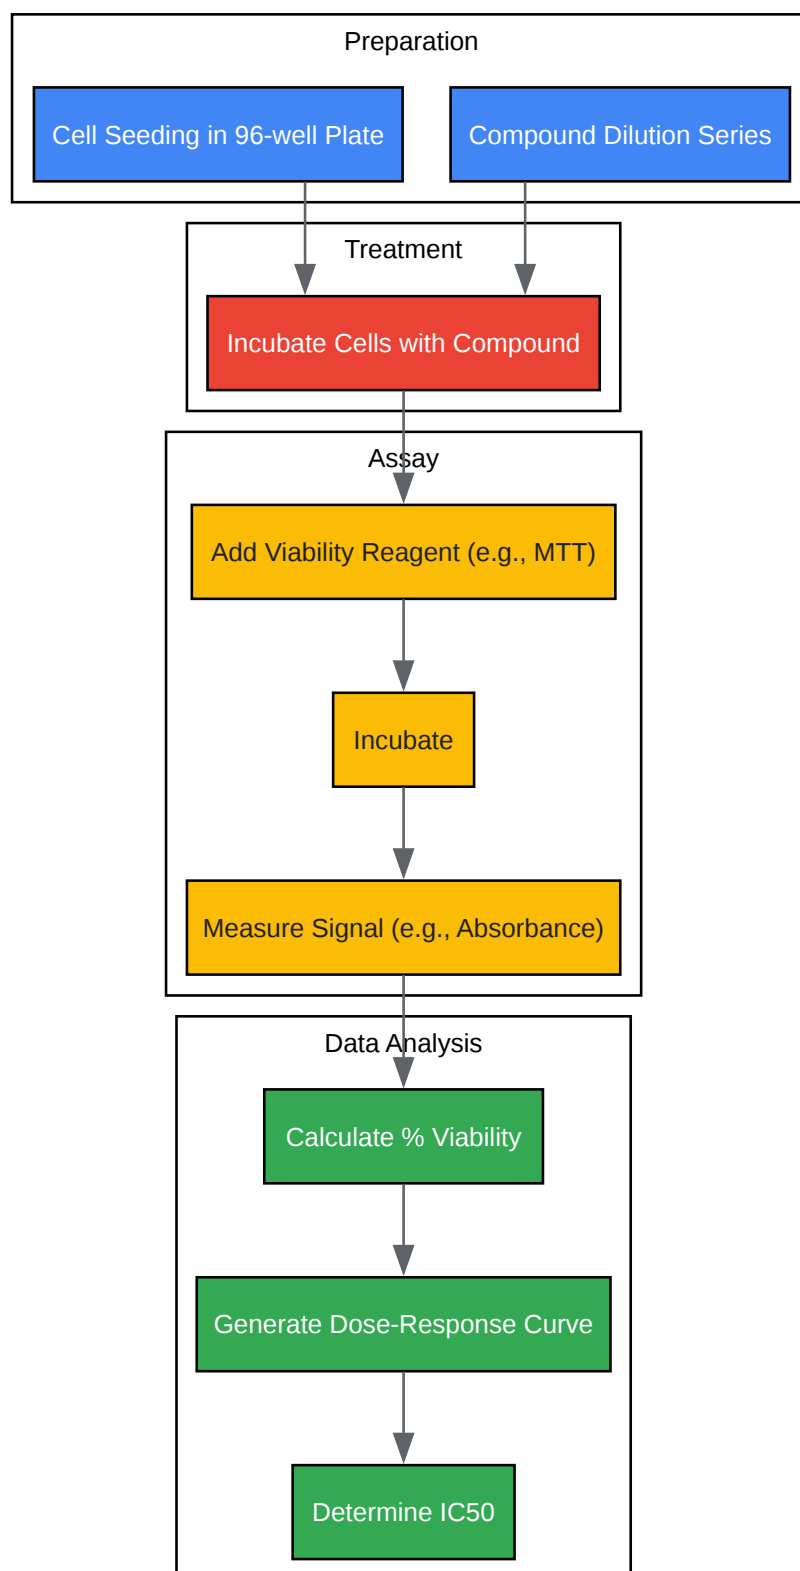 Preparation
Cell Seeding in 96-well Plate
Compound Dilution Series
Treatment
Incubate Cells with Compound
Assay
Add Viability Reagent (e.g., MTT)
Incubate
Measure Signal (e.g., Absorbance)
Data Analysis
Calculate % Viability
Generate Dose-Response Curve
Determine IC50